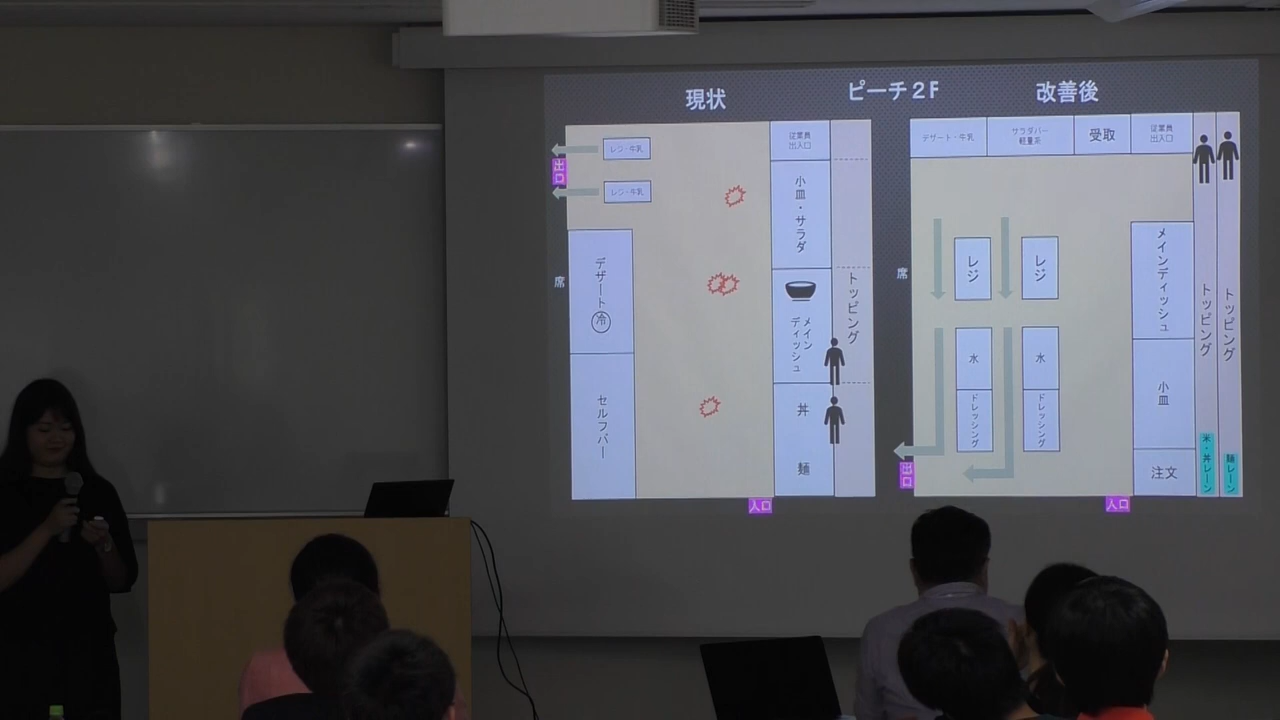 現状
ピーチ2F
改善後
レジ・牛乳
レジ・牛乳
出口
席
デザート
冷
セルフバー
従業員
出入口
小皿・サラダ
メイン
ディッシュ
丼
麺
トッピング
入口
デザート・牛乳
サラダバー
軽量系
受取
従業員
出入口
席
レジ
レジ
水
水
ドレッシング
ドレッシング
出口
メインディッシュ
小皿
注文
トッピング
トッピング
米・丼レーン
麺レーン
入口